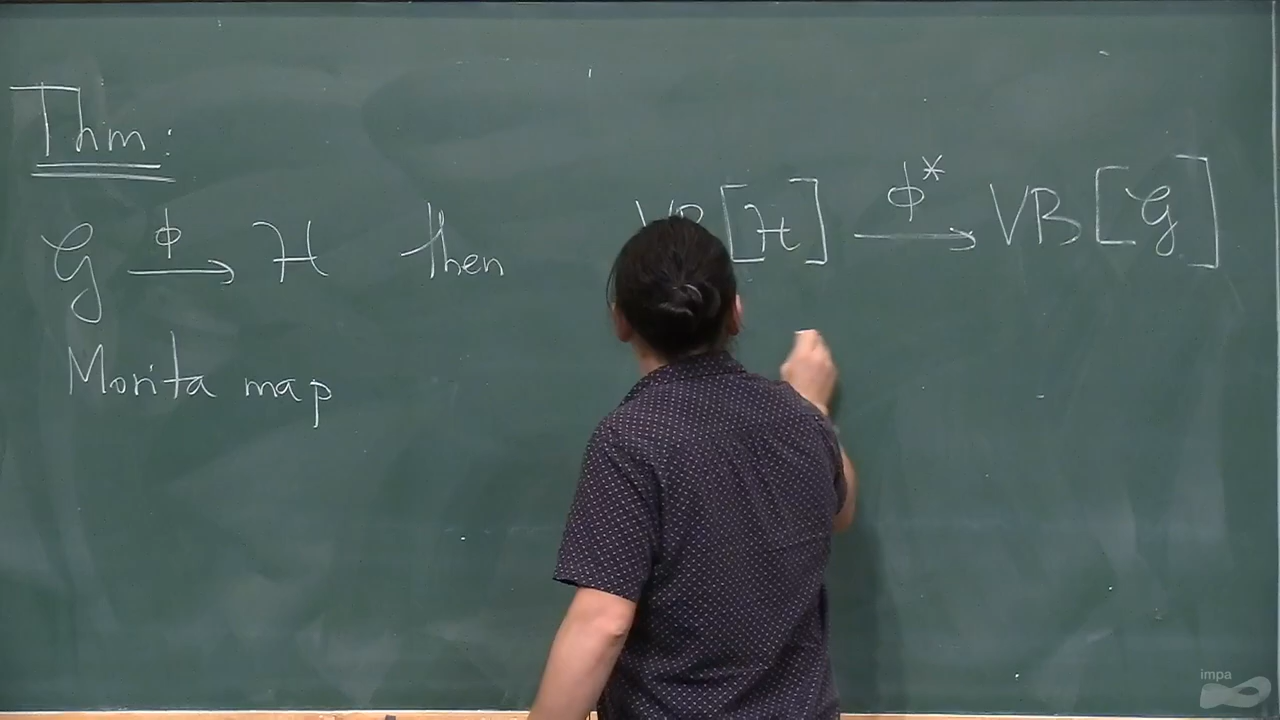 Thm:
𝒢 —ϕ→ ℋ then VB[ℋ] —ϕ*→ VB[𝒢]
Morita map
impa